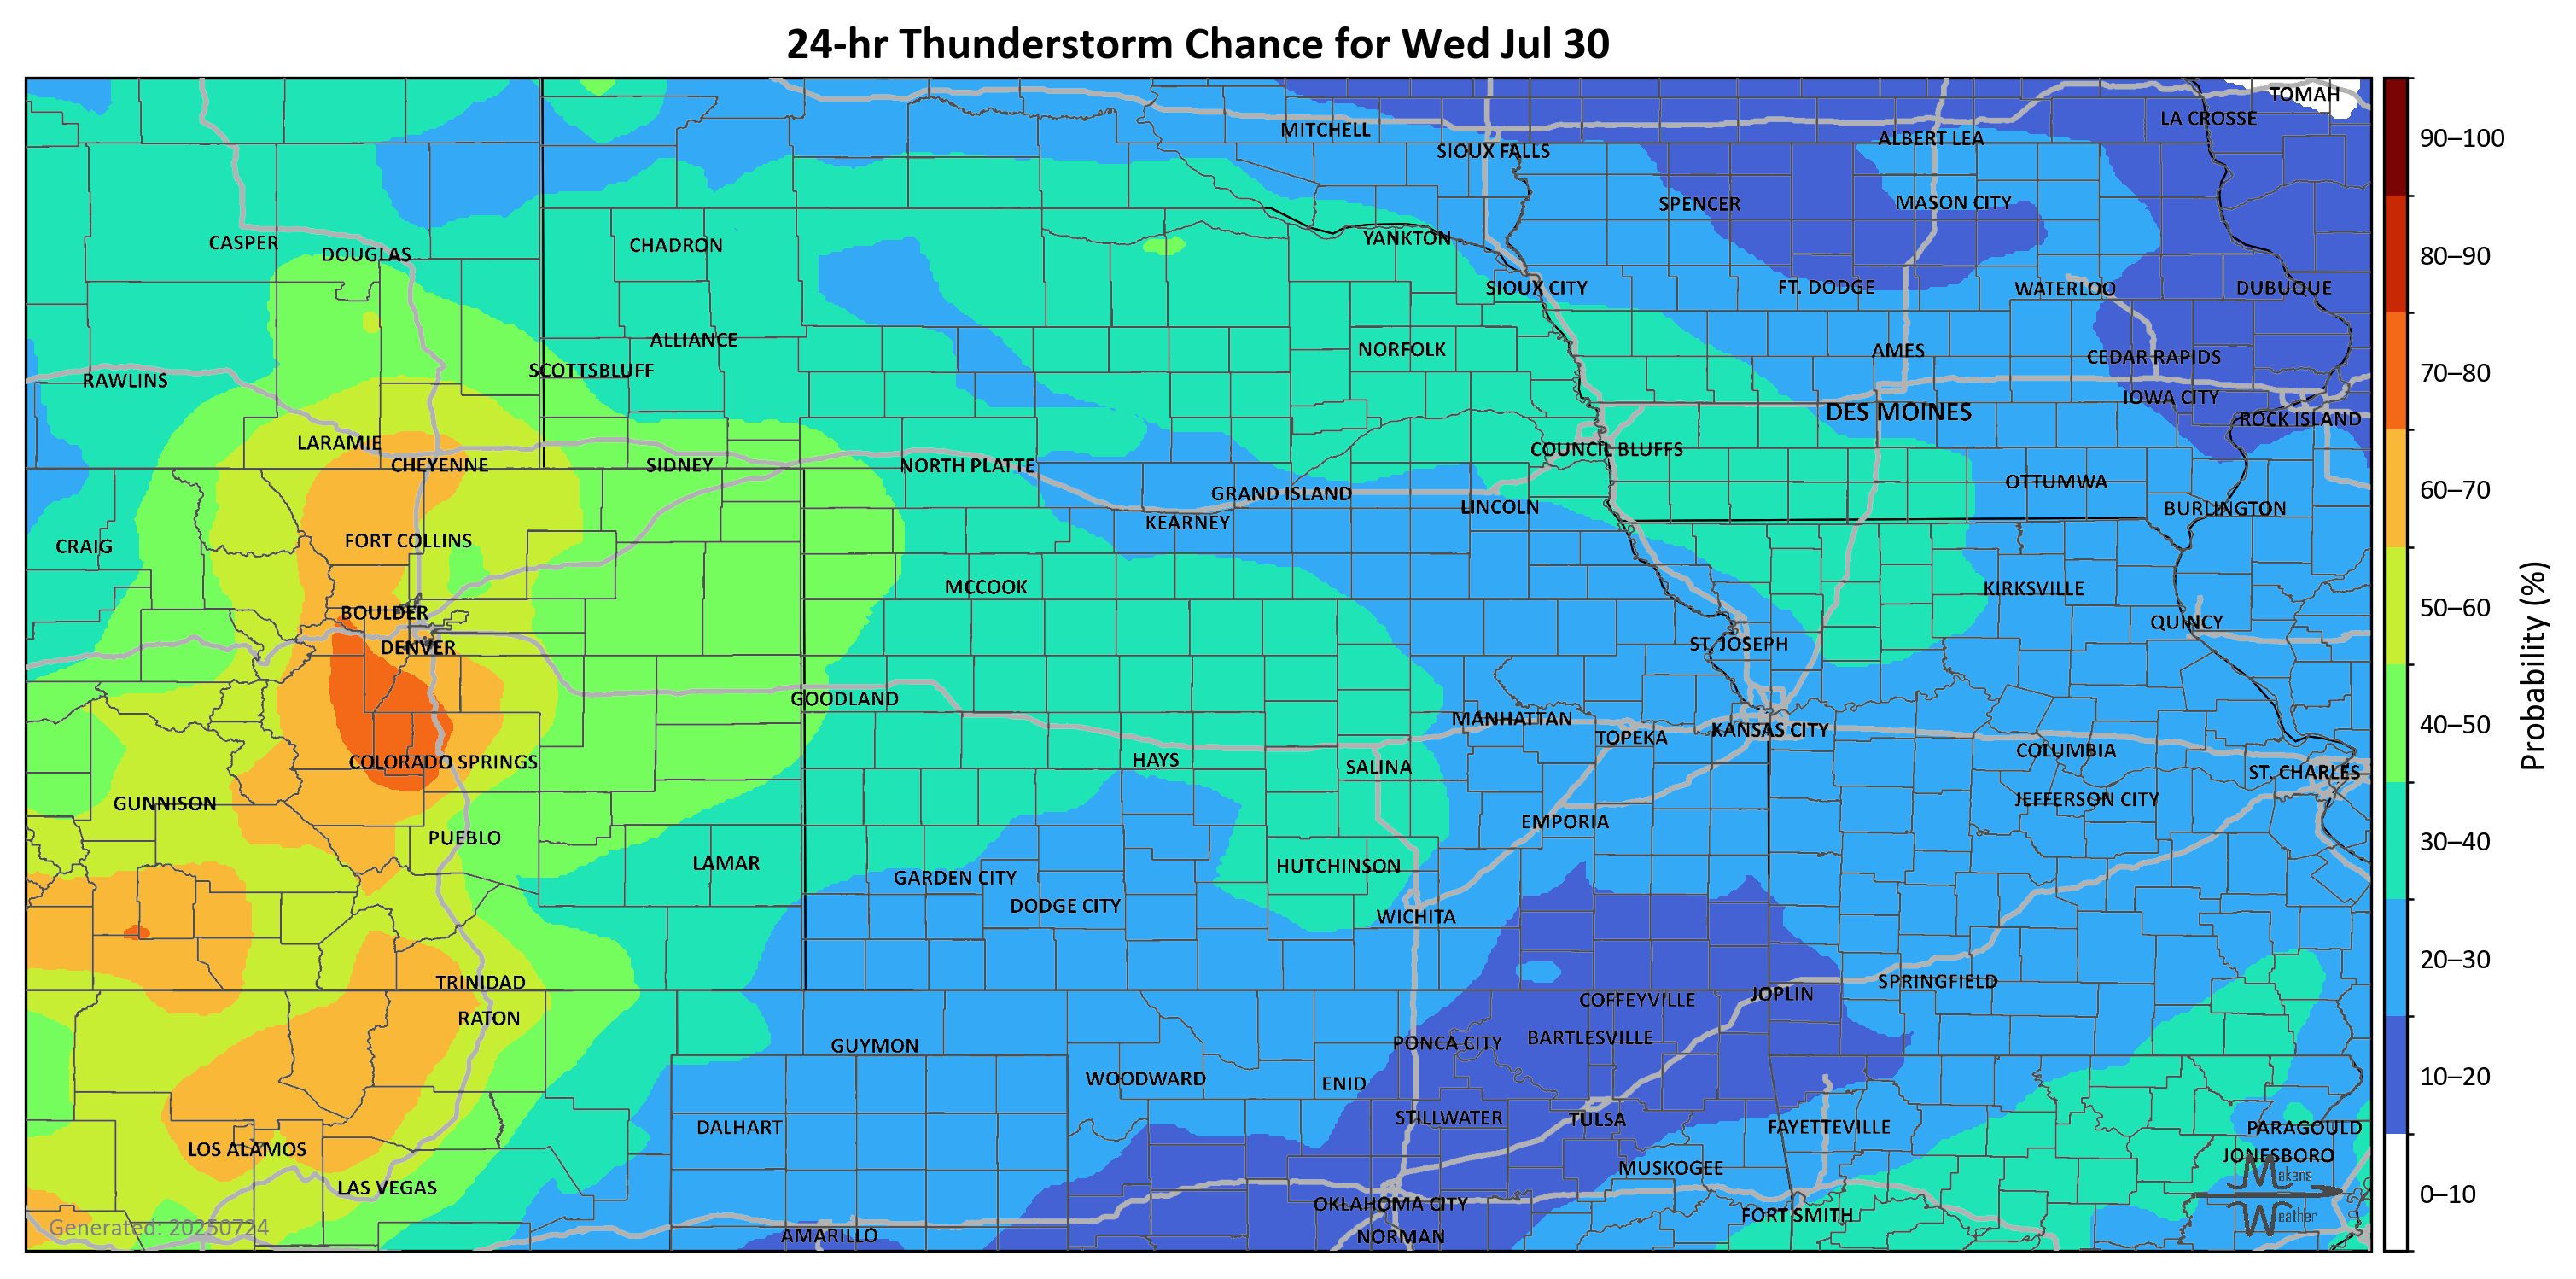 24-hr Thunderstorm Chance for Wed Jul 30
TOMAH
LA CROSSE
MITCHELL
ALBERT LEA
SIOUX FALLS
SPENCER
MASON CITY
CASPER
DOUGLAS
CHADRON
YANKTON
SIOUX CITY
FT. DODGE
WATERLOO
DUBUQUE
ALLIANCE
NORFOLK
AMES
CEDAR RAPIDS
RAWLINS
SCOTTSBLUFF
IOWA CITY
DES MOINES
ROCK ISLAND
LARAMIE
COUNCIL BLUFFS
CHEYENNE
SIDNEY
NORTH PLATTE
OTTUMWA
GRAND ISLAND
LINCOLN
BURLINGTON
KEARNEY
CRAIG
FORT COLLINS
MCCOOK
KIRKSVILLE
BOULDER
QUINCY
DENVER
ST. JOSEPH
GOODLAND
MANHATTAN
TOPEKA
KANSAS CITY
COLUMBIA
COLORADO SPRINGS
HAYS
SALINA
ST. CHARLES
GUNNISON
JEFFERSON CITY
PUEBLO
EMPORIA
LAMAR
HUTCHINSON
GARDEN CITY
DODGE CITY
WICHITA
TRINIDAD
SPRINGFIELD
COFFEYVILLE
JOPLIN
RATON
GUYMON
PONCA CITY
BARTLESVILLE
WOODWARD
ENID
DALHART
STILLWATER
TULSA
FAYETTEVILLE
PARAGOULD
LOS ALAMOS
JONESBORO
MUSKOGEE
LAS VEGAS
OKLAHOMA CITY
FORT SMITH
AMARILLO
NORMAN
Generated: 20250724
Makens
Weather
90–100
80–90
70–80
60–70
50–60
40–50
30–40
20–30
10–20
0–10
Probability (%)